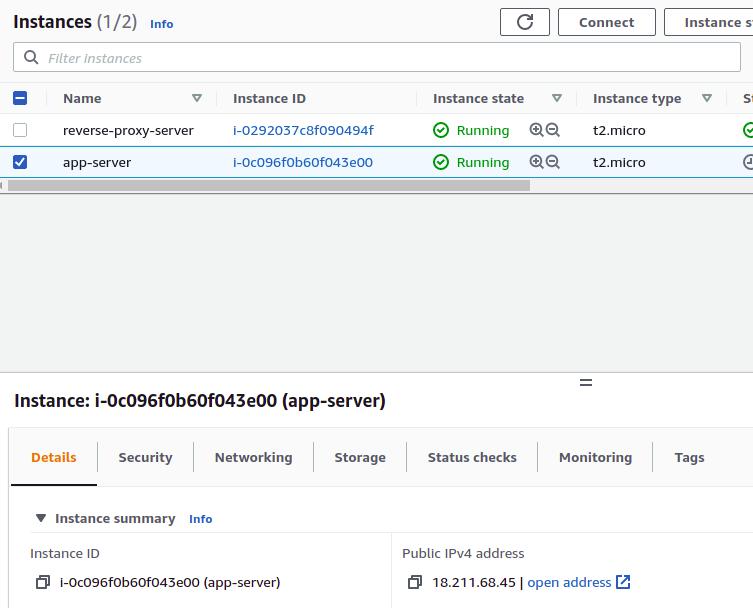 Instances (1/2) Info
Connect
Instance s
Filter instances
Name Instance ID Instance state Instance type S
reverse-proxy-server i-0292037c8f090494f Running t2.micro
app-server i-0c096f0b60f043e00 Running t2.micro
Instance: i-0c096f0b60f043e00 (app-server)
Details Security Networking Storage Status checks Monitoring Tags
Instance summary Info
Instance ID Public IPv4 address
i-0c096f0b60f043e00 (app-server) 18.211.68.45 | open address